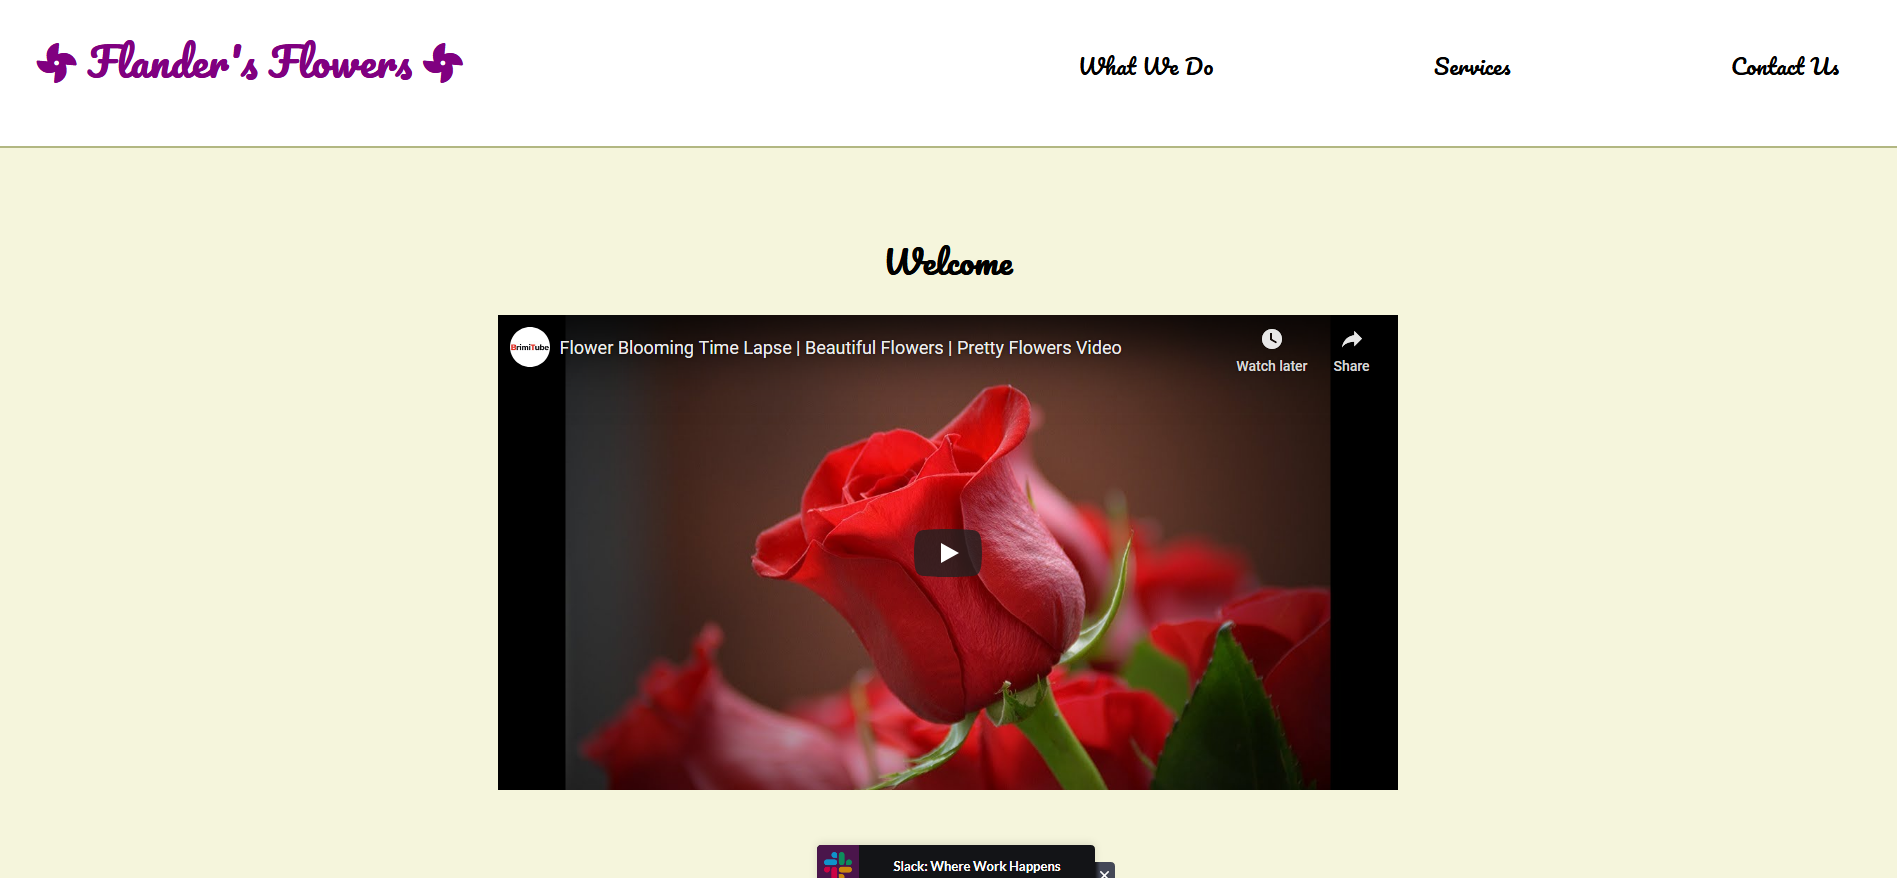 Flander's Flowers
What We Do
Services
Contact Us
Welcome
BrimiTube
Flower Blooming Time Lapse | Beautiful Flowers | Pretty Flowers Video
Watch later
Share
Slack: Where Work Happens